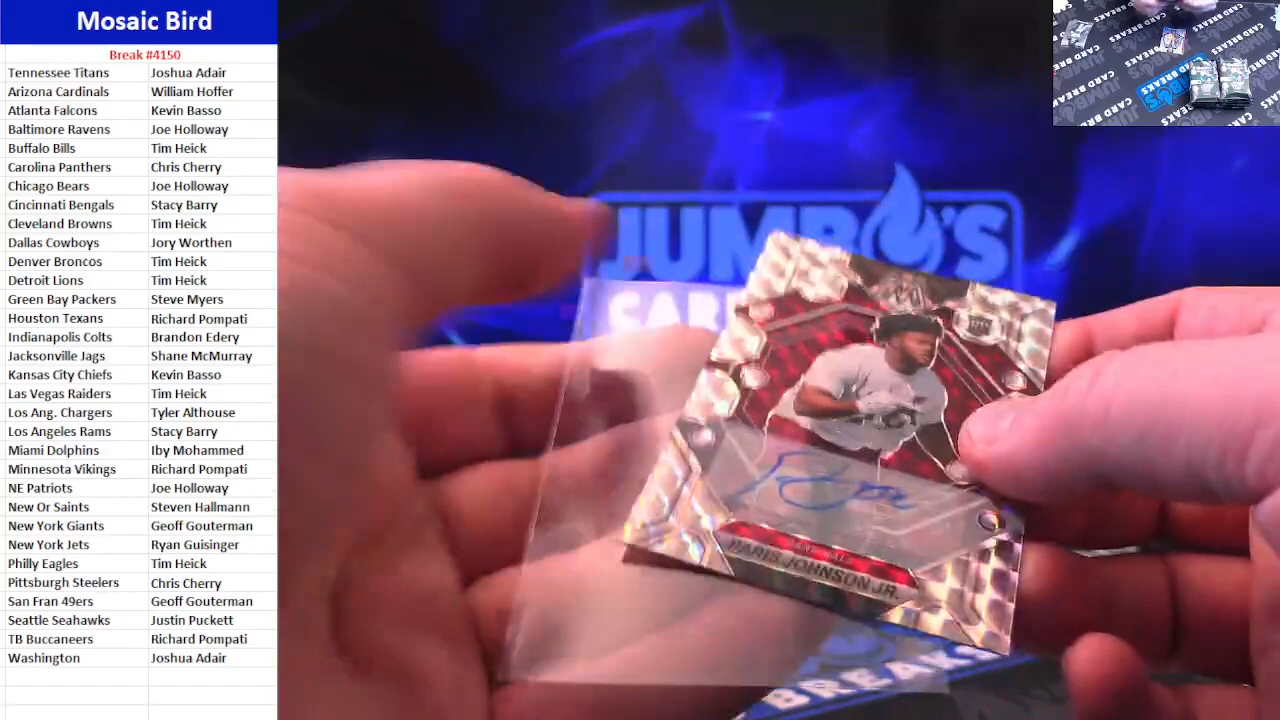 Mosaic Bird
Break #4150
Tennessee Titans Joshua Adair
Arizona Cardinals William Hoffer
Atlanta Falcons Kevin Basso
Baltimore Ravens Joe Holloway
Buffalo Bills Tim Heick
Carolina Panthers Chris Cherry
Chicago Bears Joe Holloway
Cincinnati Bengals Stacy Barry
Cleveland Browns Tim Heick
Dallas Cowboys Jory Worthen
Denver Broncos Tim Heick
Detroit Lions Tim Heick
Green Bay Packers Steve Myers
Houston Texans Richard Pompati
Indianapolis Colts Brandon Edery
Jacksonville Jags Shane McMurray
Kansas City Chiefs Kevin Basso
Las Vegas Raiders Tim Heick
Los Ang. Chargers Tyler Althouse
Los Angeles Rams Stacy Barry
Miami Dolphins Iby Mohammed
Minnesota Vikings Richard Pompati
NE Patriots Joe Holloway
New Or Saints Steven Hallmann
New York Giants Geoff Gouterman
New York Jets Ryan Guisinger
Philly Eagles Tim Heick
Pittsburgh Steelers Chris Cherry
San Fran 49ers Geoff Gouterman
Seattle Seahawks Justin Puckett
TB Buccaneers Richard Pompati
Washington Joshua Adair
JUMBO'S
CARD
PARIS JOHNSON JR.
BREAKS
CARD BREAKS
JUMBO'S